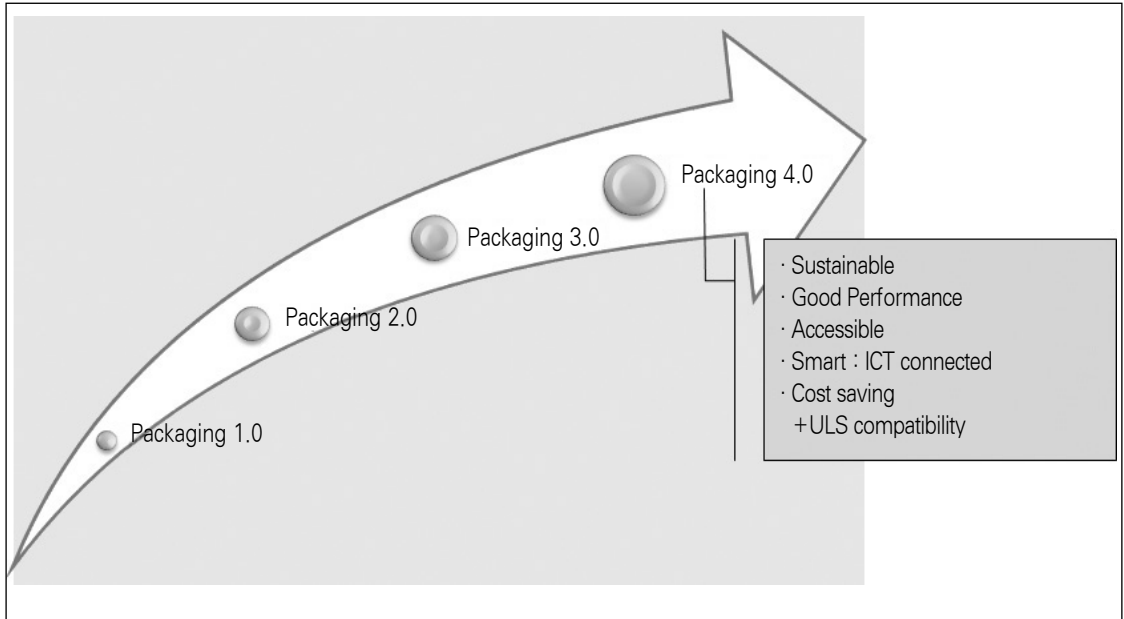 Packaging 4.0
Packaging 3.0
Packaging 2.0
Packaging 1.0
· Sustainable
· Good Performance
· Accessible
· Smart : ICT connected
· Cost saving
+ULS compatibility